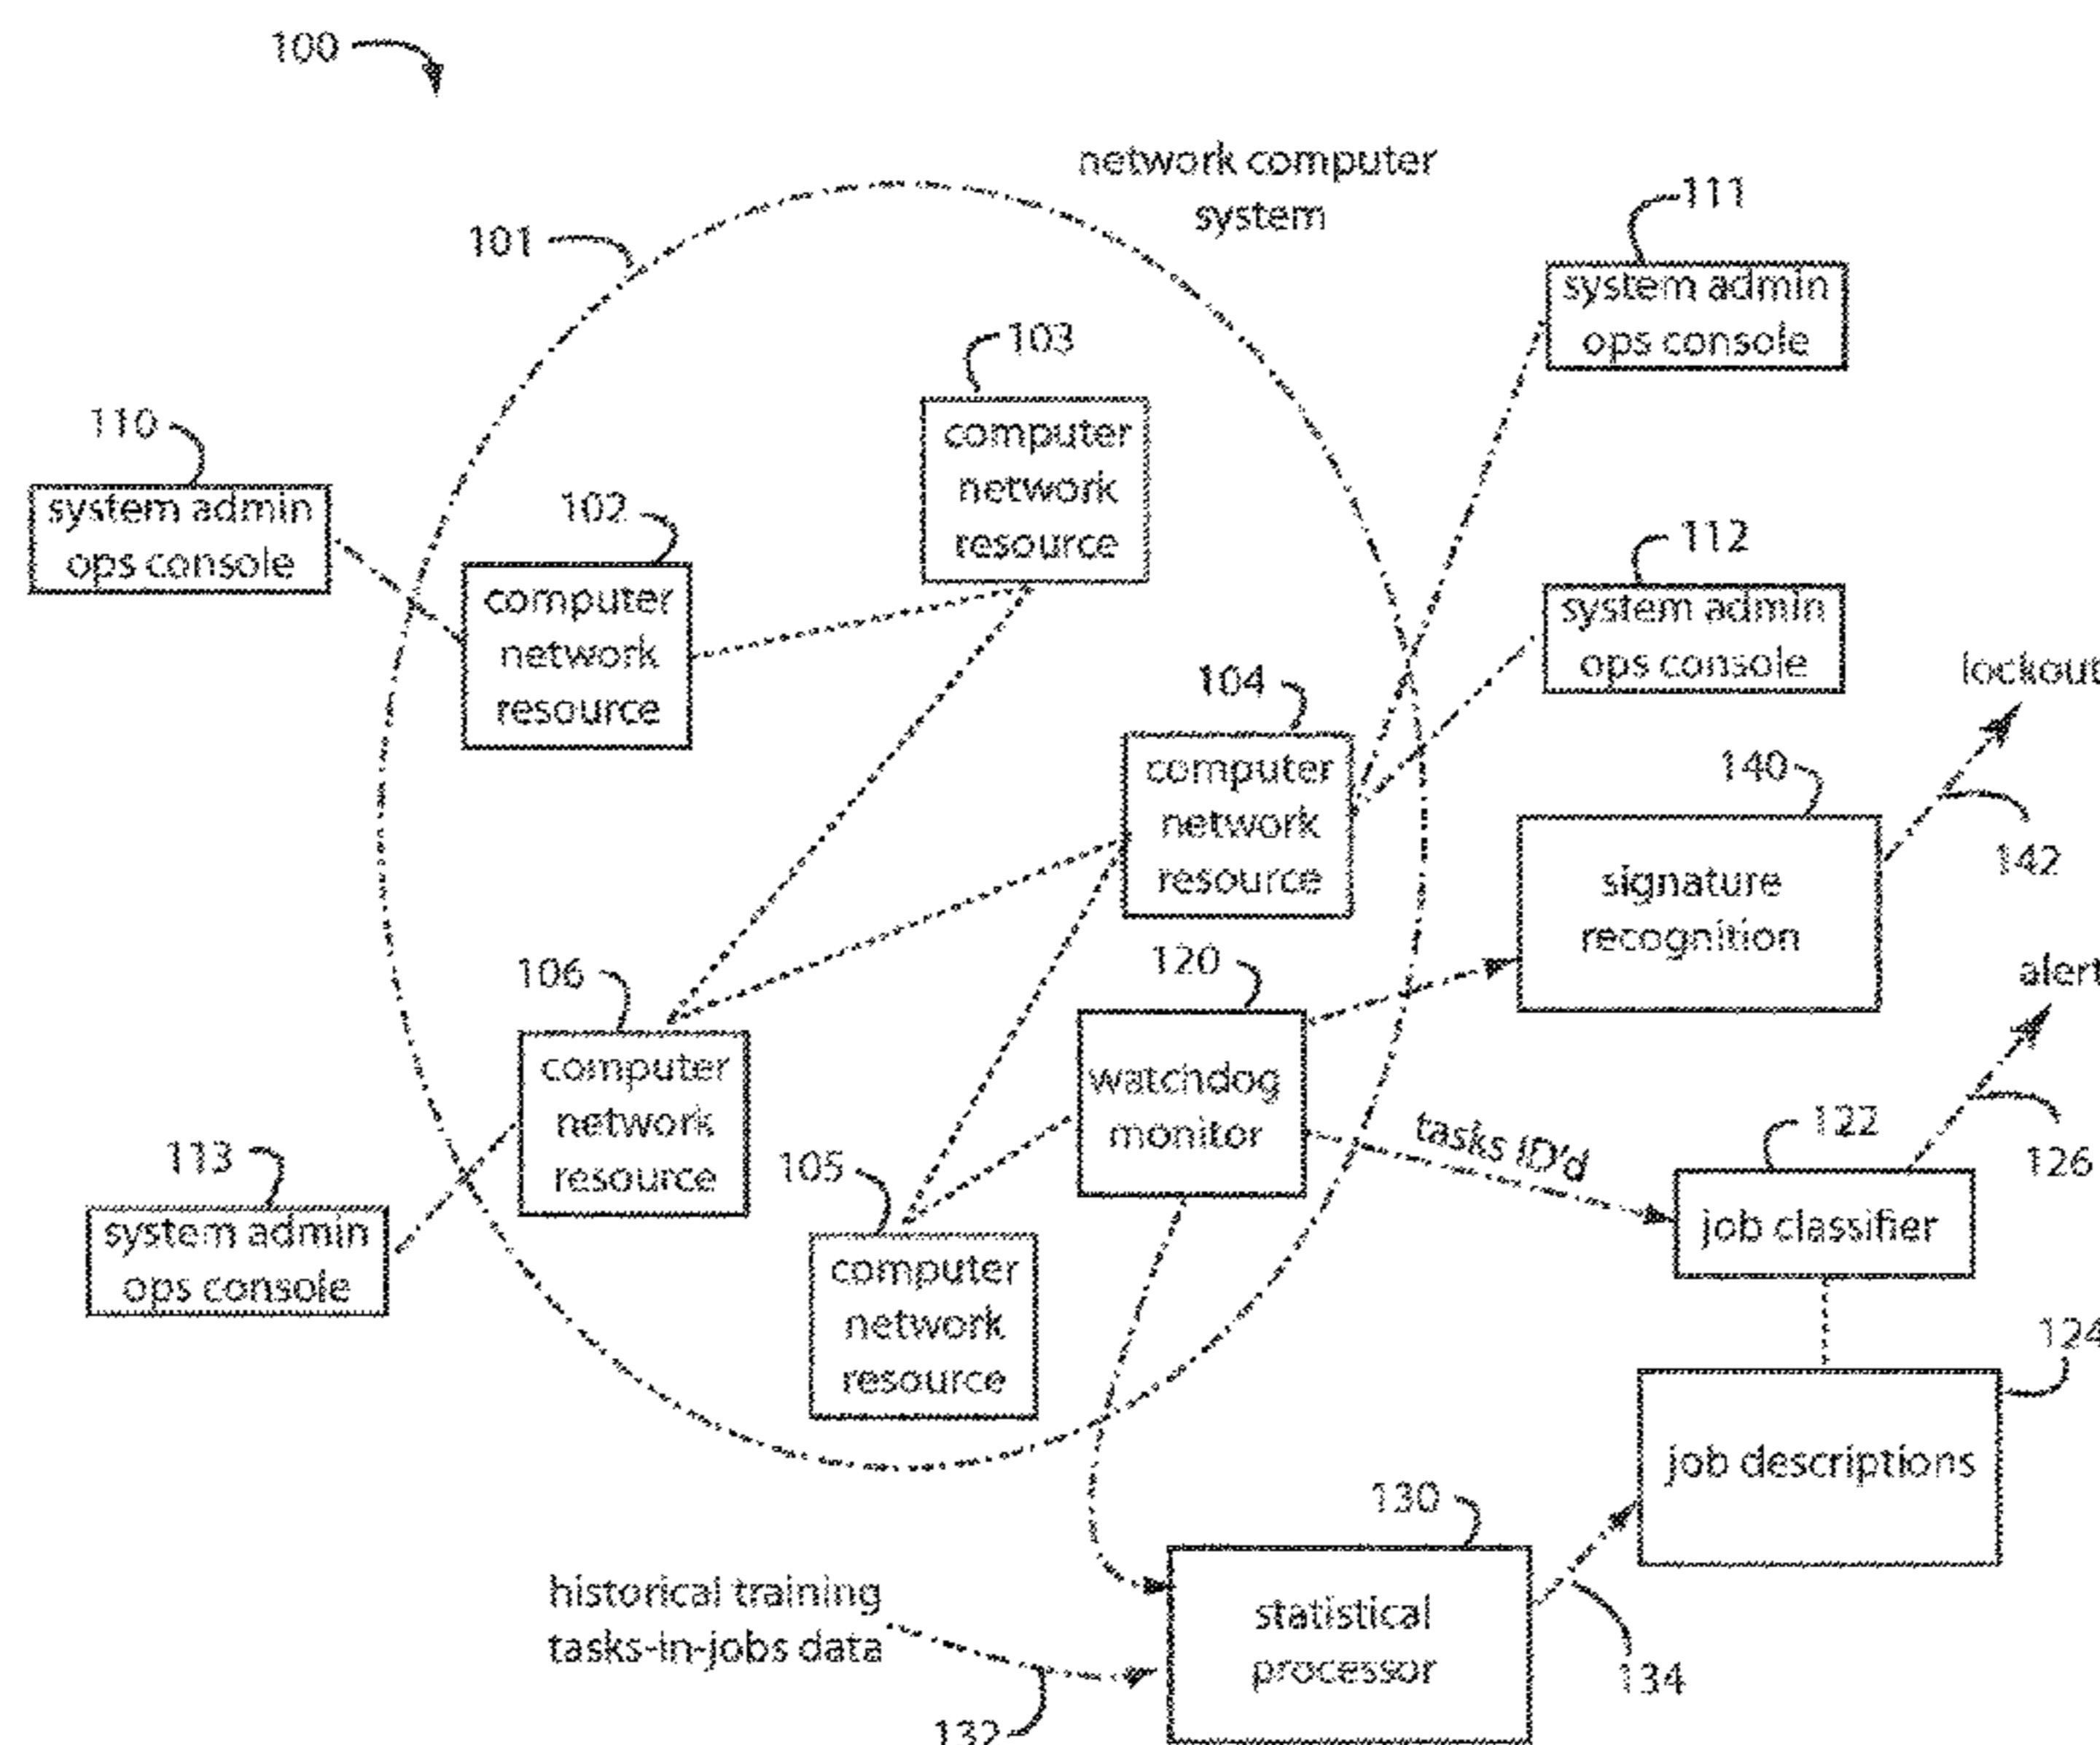 100
network computer
system
101
111
system admin
ops console
103
computer
network
resource
110
system admin
ops console
102
computer
network
resource
112
system admin
ops console
lockout
104
computer
network
resource
140
signature
recognition
142
106
computer
network
resource
120
watchdog
monitor
alert
tasks ID'd
122
job classifier
126
113
system admin
ops console
105
computer
network
resource
124
job descriptions
130
statistical
processor
134
historical training
tasks-in-jobs data
132